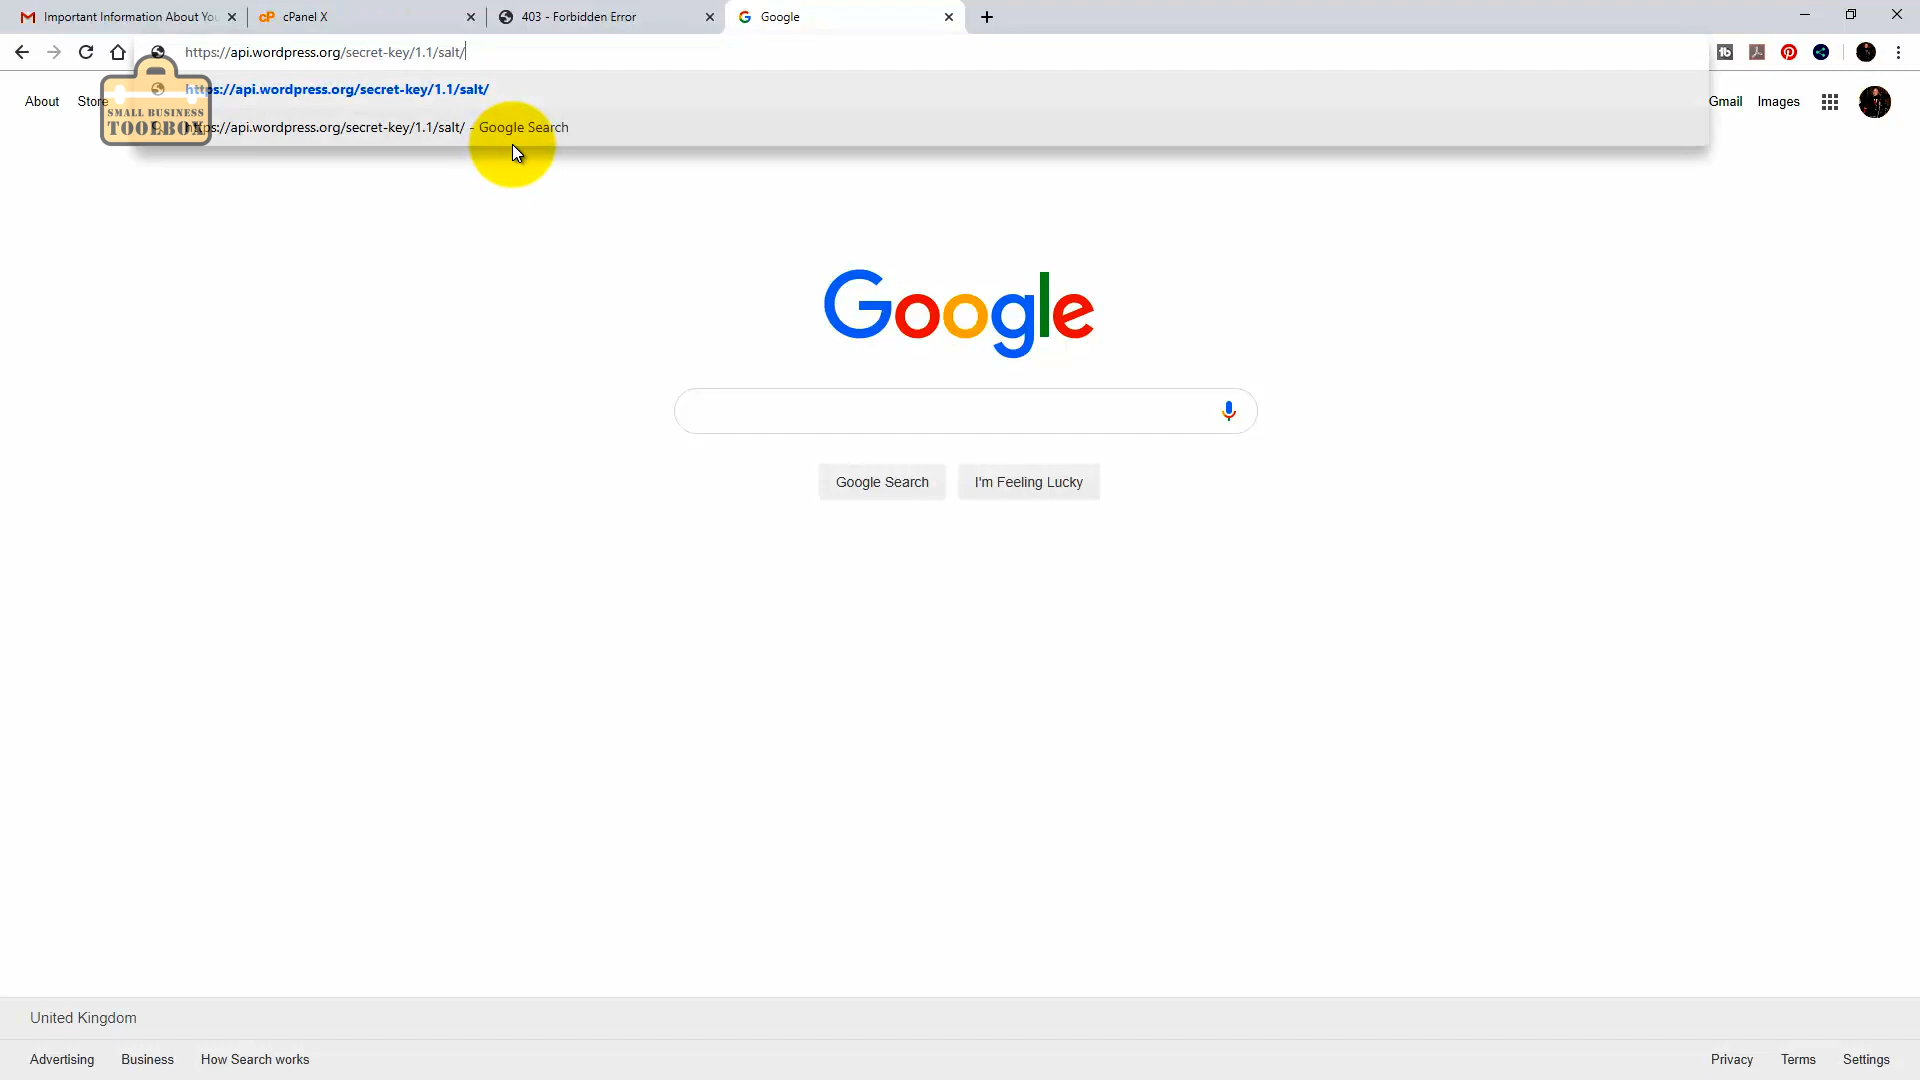 Important Information About Yo
cPanel X
403 - Forbidden Error
Google
https://api.wordpress.org/secret-key/1.1/salt/
https://api.wordpress.org/secret-key/1.1/salt/
https://api.wordpress.org/secret-key/1.1/salt/ - Google Search
About
Store
SMALL BUSINESS
TOOLBOX
Gmail
Images
Google
Google Search
I'm Feeling Lucky
United Kingdom
Advertising
Business
How Search works
Privacy
Terms
Settings